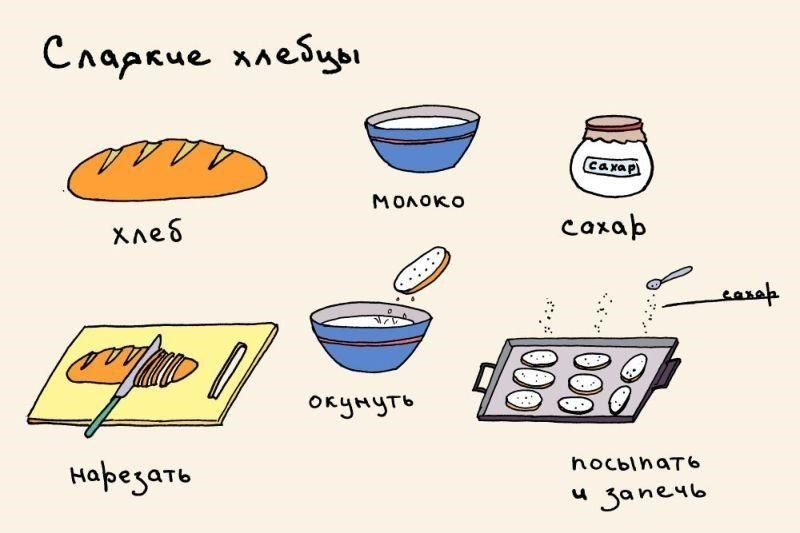 Сладкие хлебцы
хлеб
молоко
сахар
сахар
нарезать
окунуть
сахар
посыпать
и запечь